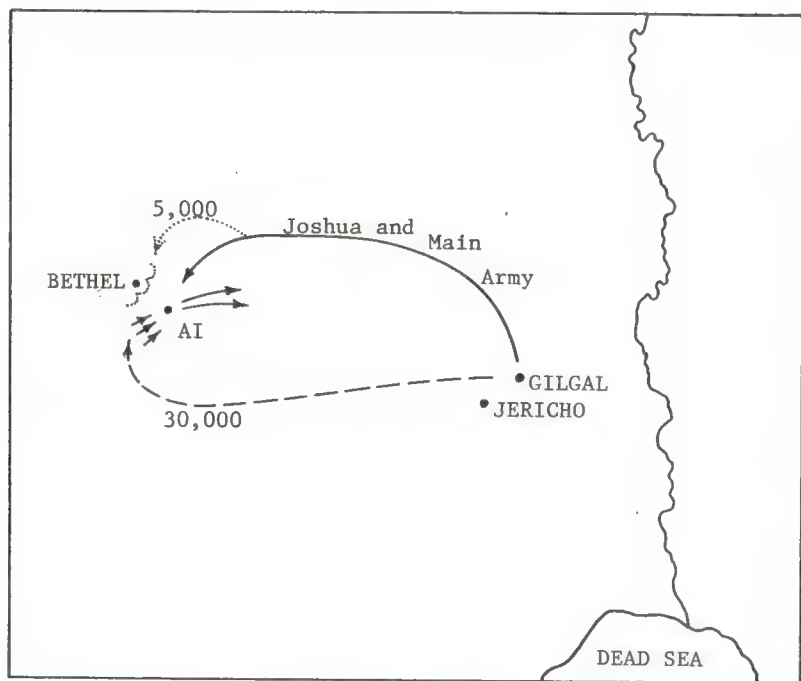 5,000
Joshua and
Main
Army
BETHEL
AI
GILGAL
JERICHO
30,000
DEAD SEA